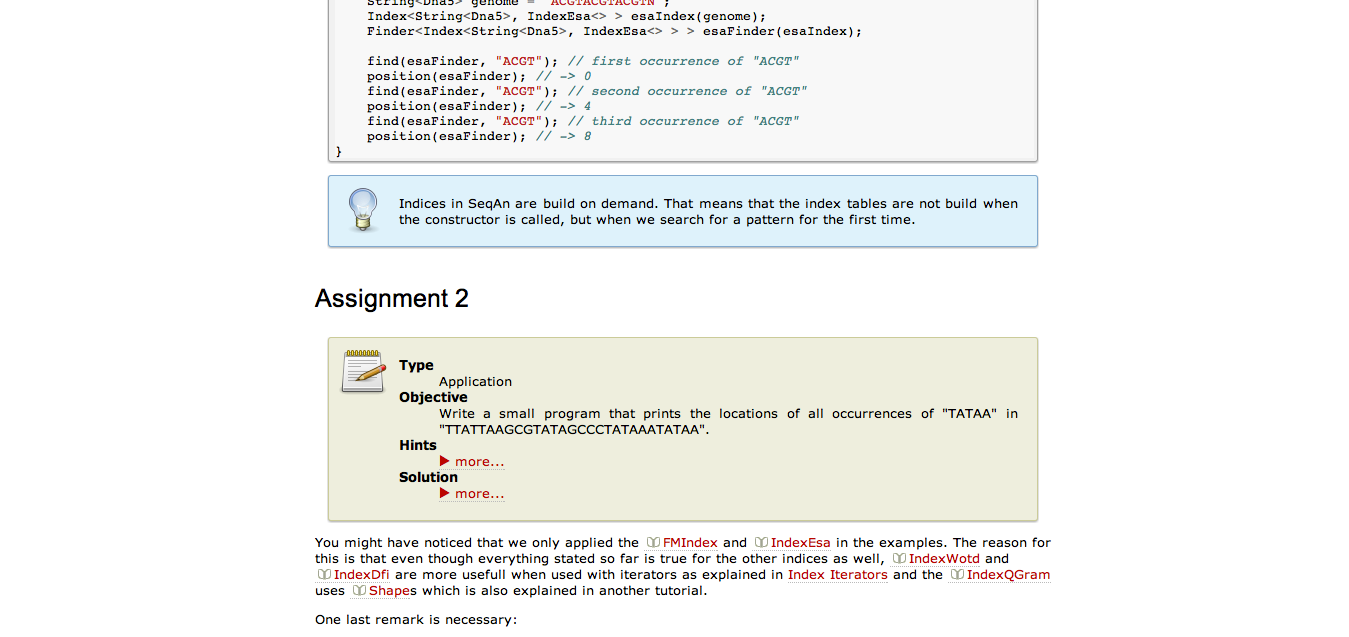 String<Dna5> genome = "ACGTACGTACGTN";
Index<String<Dna5>, IndexEsa<> > esaIndex(genome);
Finder<Index<String<Dna5>, IndexEsa<> > > esaFinder(esaIndex);
find(esaFinder, "ACGT"); // first occurrence of "ACGT"
position(esaFinder); // -> 0
find(esaFinder, "ACGT"); // second occurrence of "ACGT"
position(esaFinder); // -> 4
find(esaFinder, "ACGT"); // third occurrence of "ACGT"
position(esaFinder); // -> 8
}
Indices in SeqAn are build on demand. That means that the index tables are not build when
the constructor is called, but when we search for a pattern for the first time.
Assignment 2
Type
Application
Objective
Write a small program that prints the locations of all occurrences of "TATAA" in
"TTATTAAGCGTATAGCCCTATAAATATAA".
Hints
more...
Solution
more...
You might have noticed that we only applied the FMIndex and IndexEsa in the examples. The reason for
this is that even though everything stated so far is true for the other indices as well, IndexWotd and
IndexDfi are more usefull when used with iterators as explained in Index Iterators and the IndexQGram
uses Shapes which is also explained in another tutorial.
One last remark is necessary: